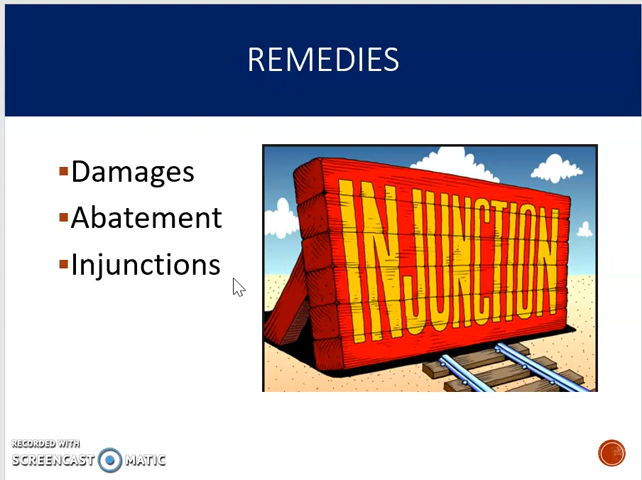 REMEDIES
Damages
Abatement
Injunctions
INJUNCTION
RECORDED WITH
SCREENCAST MATIC